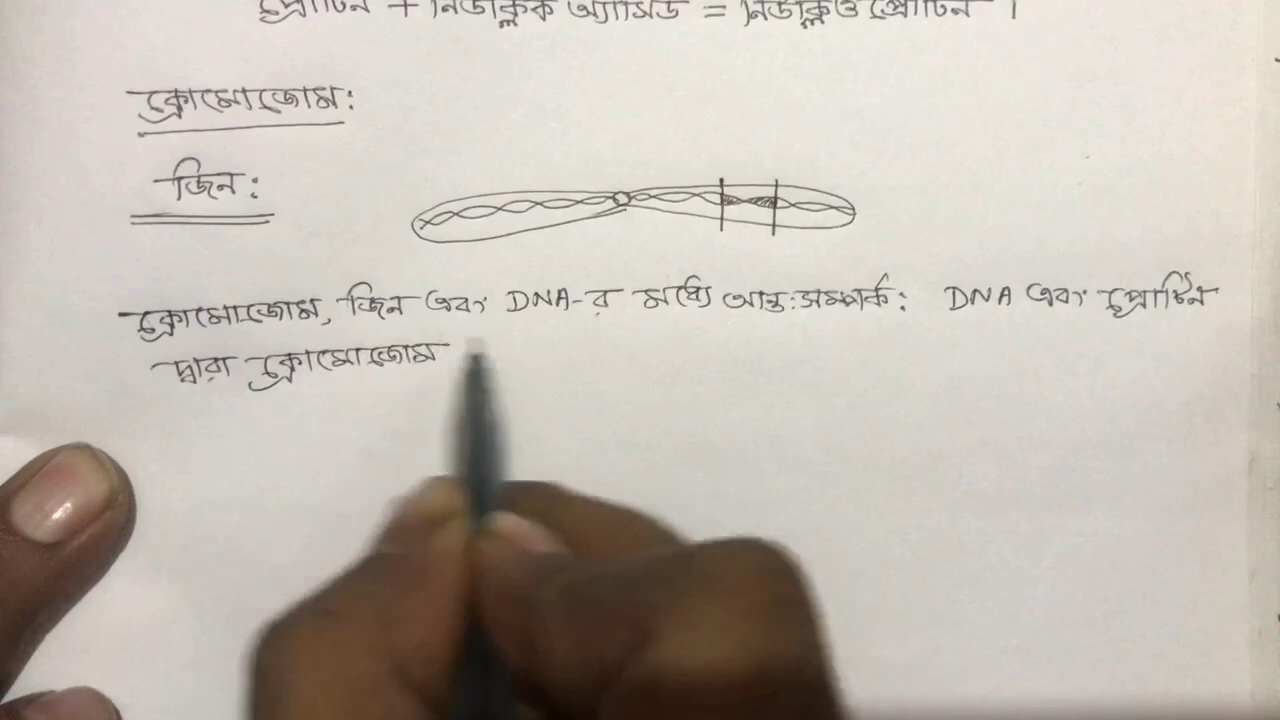 প্রোটিন + নিউক্লিক অ্যাসিড = নিউক্লিও প্রোটিন ।
ক্রোমোজোম:
জিন :
ক্রোমোজোম, জিন এবং DNA-র মধ্যে আন্তঃসম্পর্ক: DNA এবং প্রোটিন
দ্বারা ক্রোমোজোম